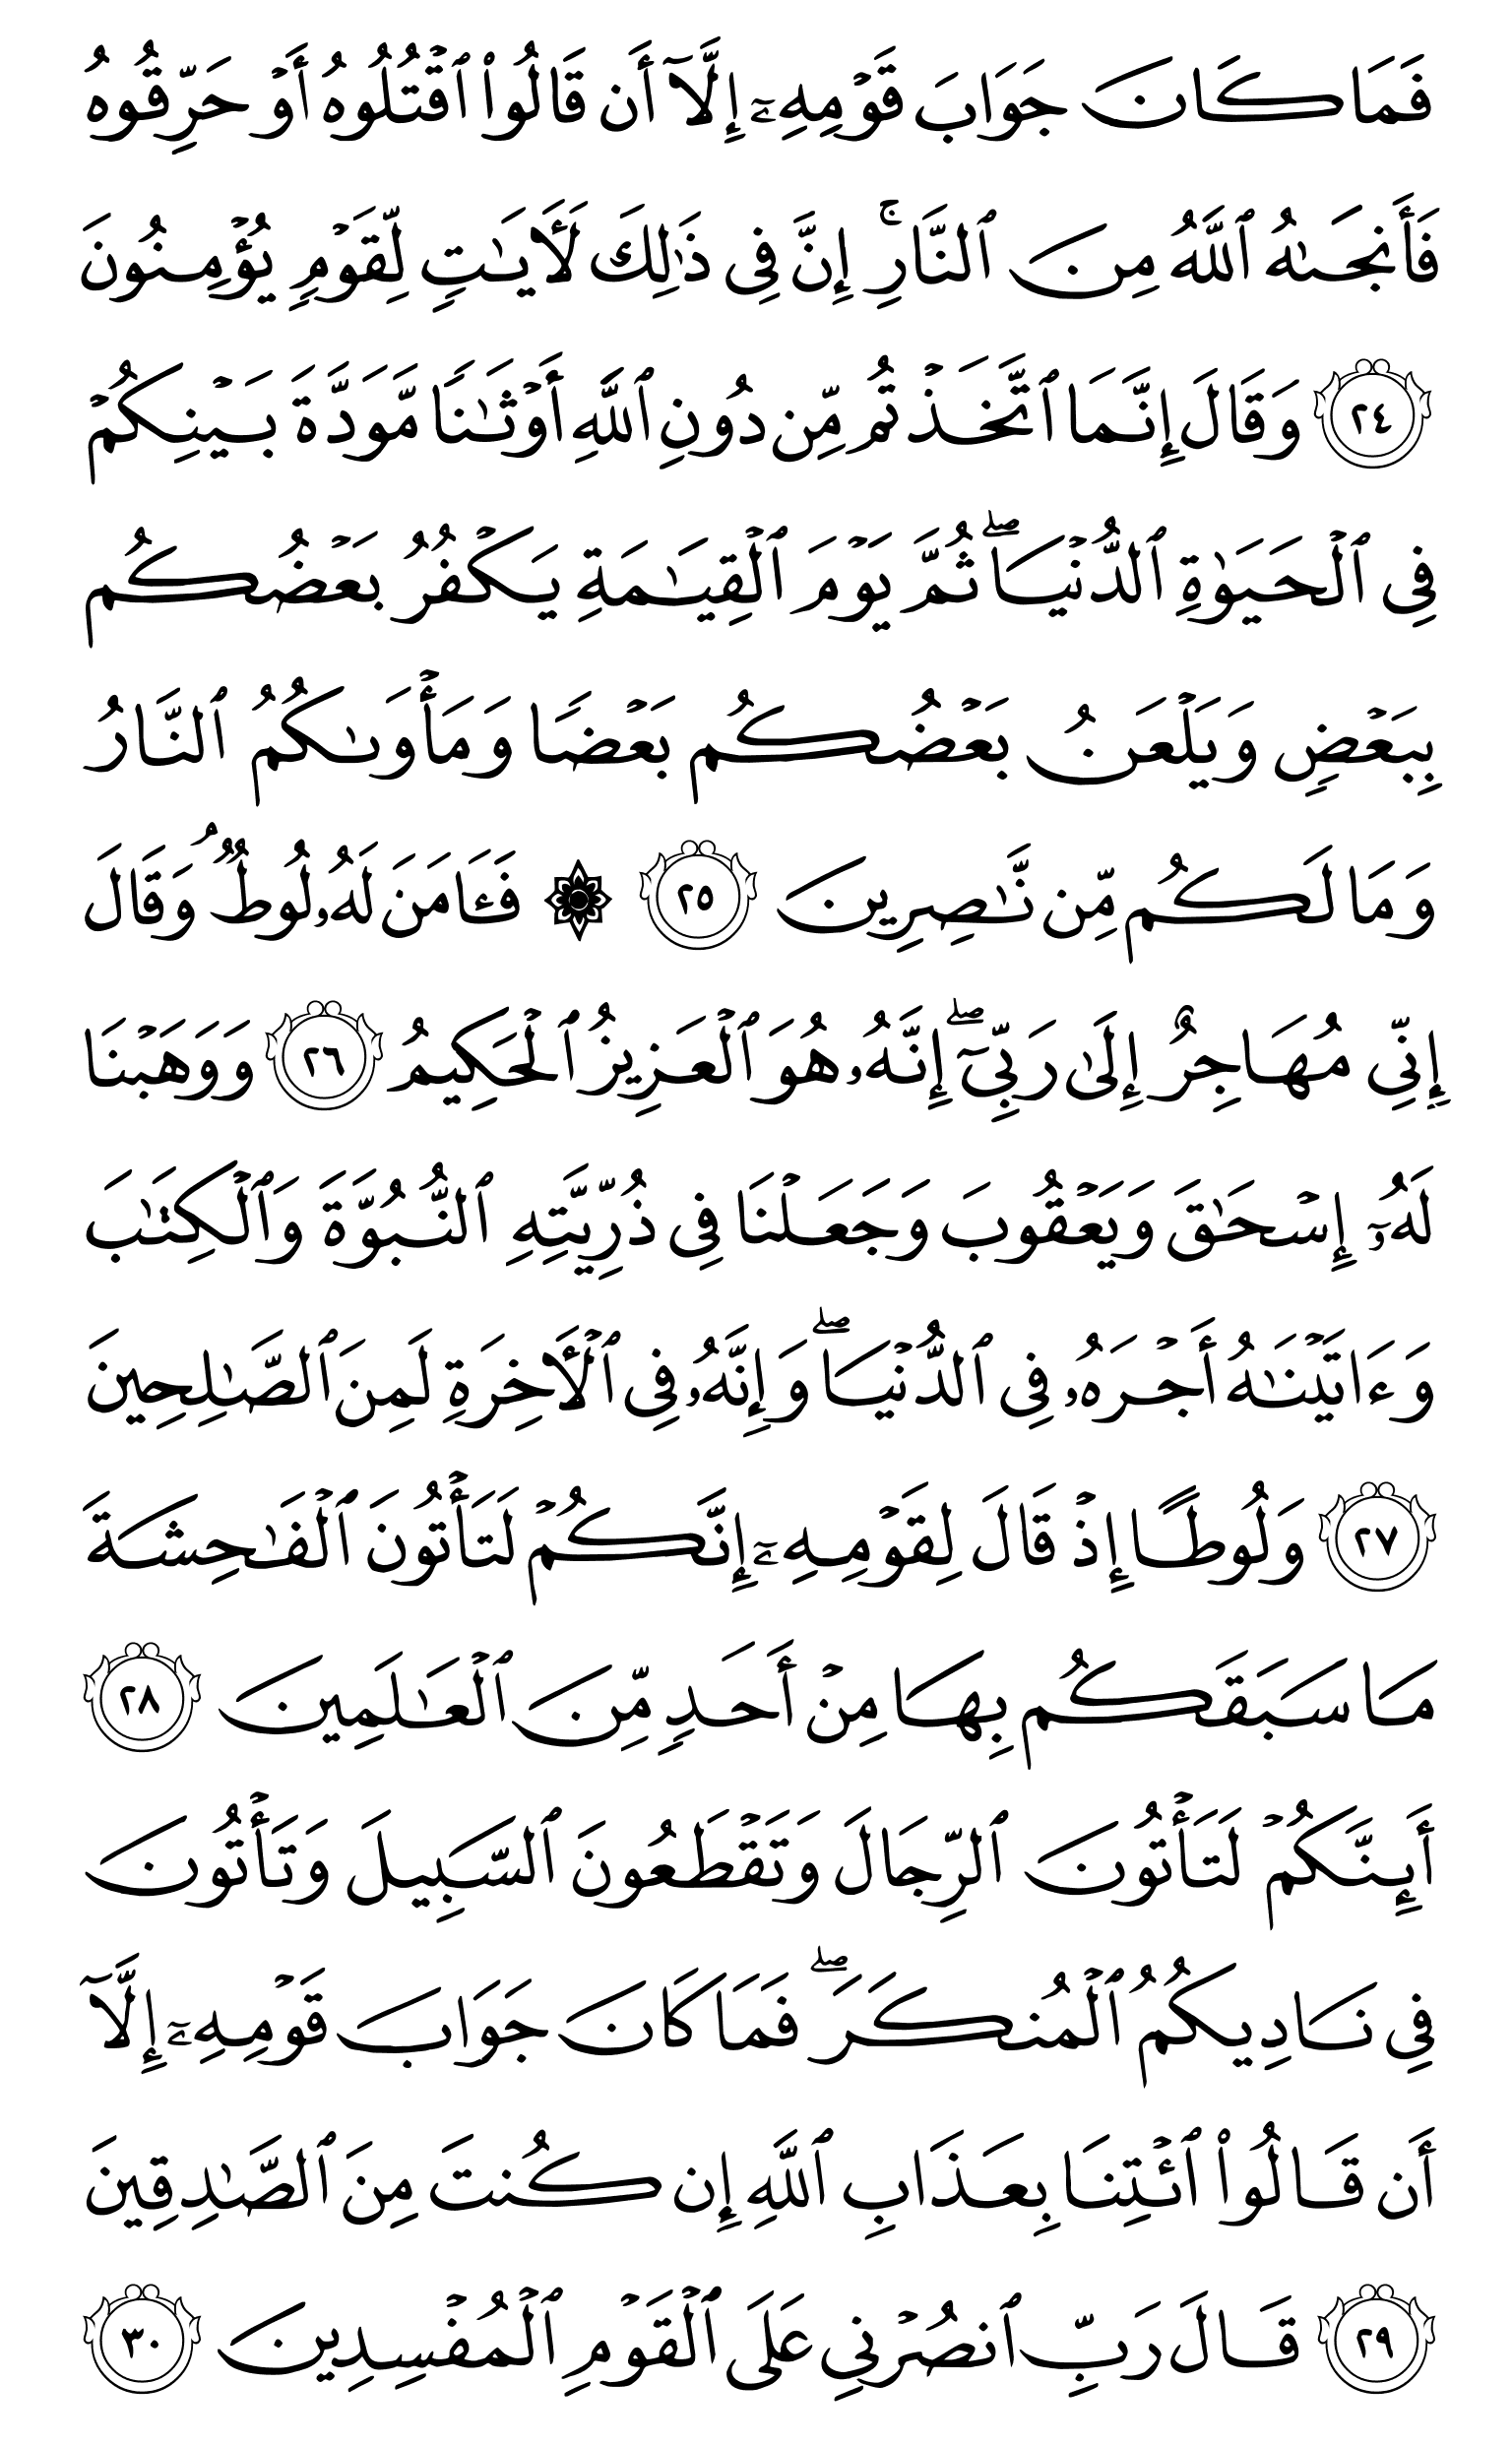 فَمَا كَانَ جَوَابَ قَوْمِهِۦٓ إِلَّآ أَن قَالُوا۟ ٱقْتُلُوهُ أَوْ حَرِّقُوهُ
فَأَنجَىٰهُ ٱللَّهُ مِنَ ٱلنَّارِ ۚ إِنَّ فِى ذَٰلِكَ لَـَٔايَـٰتٍ لِّقَوْمٍ يُؤْمِنُونَ
٢٤ وَقَالَ إِنَّمَا ٱتَّخَذْتُم مِّن دُونِ ٱللَّهِ أَوْثَـٰنًا مَّوَدَّةَ بَيْنِكُمْ
فِى ٱلْحَيَوٰةِ ٱلدُّنْيَا ۖ ثُمَّ يَوْمَ ٱلْقِيَـٰمَةِ يَكْفُرُ بَعْضُكُم
بِبَعْضٍ وَيَلْعَنُ بَعْضُكُم بَعْضًا وَمَأْوَىٰكُمُ ٱلنَّارُ
وَمَا لَكُم مِّن نَّـٰصِرِينَ ٢٥ ۞ فَـَٔامَنَ لَهُۥ لُوطٌ ۘ وَقَالَ
إِنِّى مُهَاجِرٌ إِلَىٰ رَبِّىٓ ۖ إِنَّهُۥ هُوَ ٱلْعَزِيزُ ٱلْحَكِيمُ ٢٦ وَوَهَبْنَا
لَهُۥٓ إِسْحَـٰقَ وَيَعْقُوبَ وَجَعَلْنَا فِى ذُرِّيَّتِهِ ٱلنُّبُوَّةَ وَٱلْكِتَـٰبَ
وَءَاتَيْنَـٰهُ أَجْرَهُۥ فِى ٱلدُّنْيَا ۖ وَإِنَّهُۥ فِى ٱلْـَٔاخِرَةِ لَمِنَ ٱلصَّـٰلِحِينَ
٢٧ وَلُوطًا إِذْ قَالَ لِقَوْمِهِۦٓ إِنَّكُمْ لَتَأْتُونَ ٱلْفَـٰحِشَةَ
مَا سَبَقَكُم بِهَا مِنْ أَحَدٍ مِّنَ ٱلْعَـٰلَمِينَ ٢٨
أَئِنَّكُمْ لَتَأْتُونَ ٱلرِّجَالَ وَتَقْطَعُونَ ٱلسَّبِيلَ وَتَأْتُونَ
فِى نَادِيكُمُ ٱلْمُنكَرَ ۖ فَمَا كَانَ جَوَابَ قَوْمِهِۦٓ إِلَّآ
أَن قَالُوا۟ ٱئْتِنَا بِعَذَابِ ٱللَّهِ إِن كُنتَ مِنَ ٱلصَّـٰدِقِينَ
٢٩ قَالَ رَبِّ ٱنصُرْنِى عَلَى ٱلْقَوْمِ ٱلْمُفْسِدِينَ ٣٠